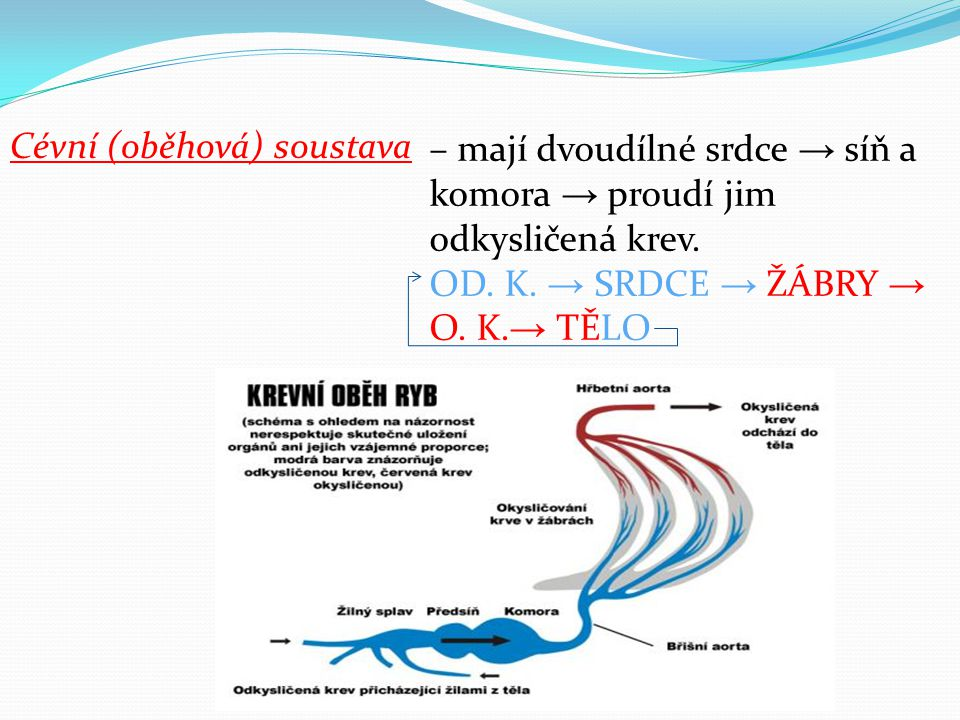 Cévní (oběhová) soustava
– mají dvoudílné srdce → síň a
komora → proudí jim
odkysličená krev.
OD. K. → SRDCE → ŽÁBRY →
O. K.→ TĚLO
KREVNÍ OBĚH RYB
(schéma s ohledem na názornost
nerespektuje skutečné uložení
orgánů ani jejich vzájemné proporce;
modrá barva znázorňuje
odkysličenou krev, červená krev
okysličenou)
Hřbetní aorta
Okysličená
krev
odchází do
těla
Okysličování
krve v žábrách
Žilný splav
Předsíň
Komora
Břišní aorta
Odkysličená krev přicházející žilami z těla